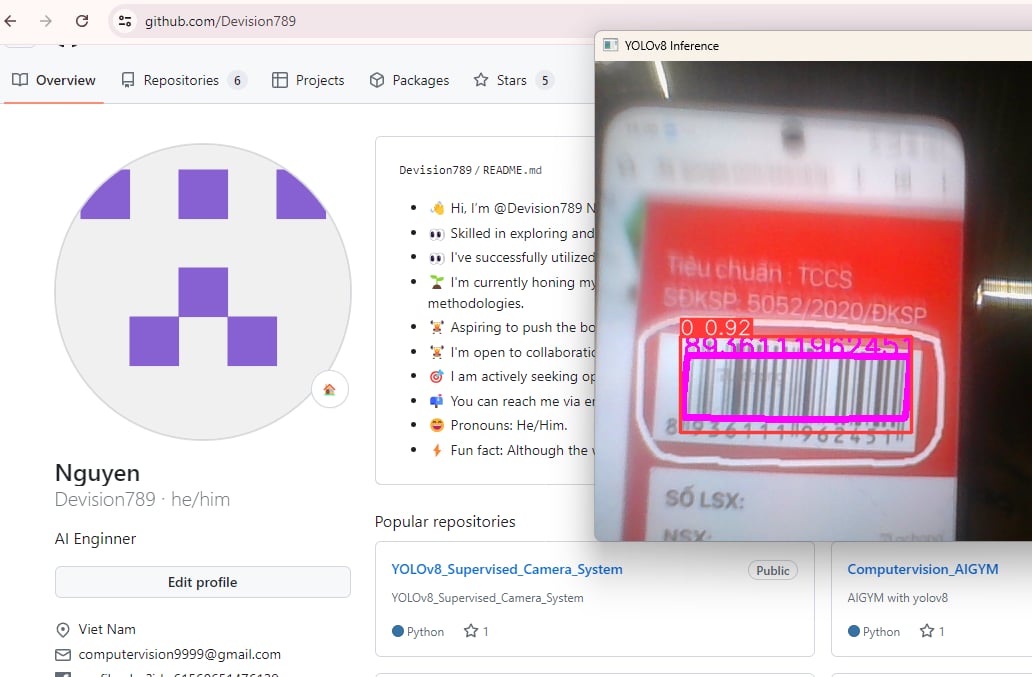 github.com/Devision789
Overview
Repositories 6
Projects
Packages
Stars 5
Devision789 / README.md
👋 Hi, I'm @Devision789 N
👀 Skilled in exploring and
👀 I've successfully utilized
🌱 I'm currently honing my
methodologies.
🏋️ Aspiring to push the bo
🏋️ I'm open to collaborati
🎯 I am actively seeking op
📫 You can reach me via em
😄 Pronouns: He/Him.
⚡ Fun fact: Although the w
Nguyen
Devision789 · he/him
AI Enginner
Edit profile
Viet Nam
computervision9999@gmail.com
Popular repositories
YOLOv8_Supervised_Camera_System
Public
YOLOv8_Supervised_Camera_System
Python 1
Computervision_AIGYM
AIGYM with yolov8
Python 1
YOLOv8 Inference
Tiêu chuẩn : TCCS
SĐKSP: 5052/2020/ĐKSP
0 0.92
8936111962451
8 936111 962451
SỐ LSX:
NSX: